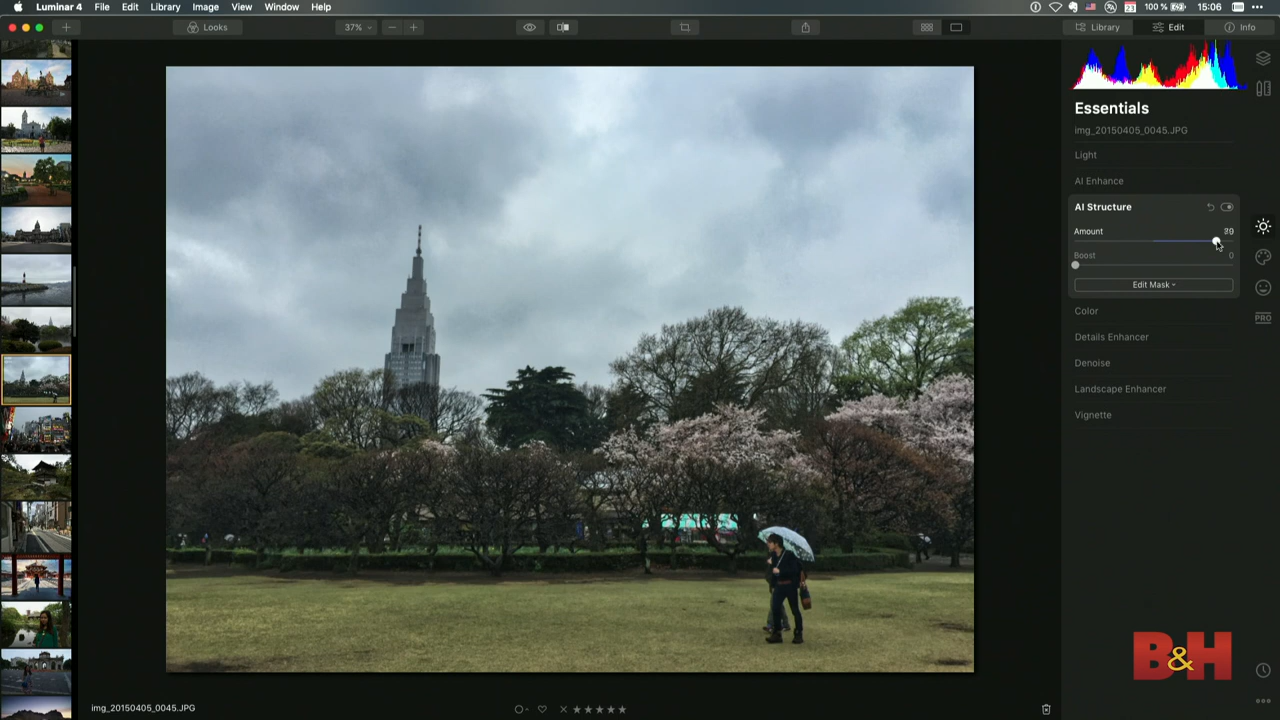 Luminar 4 File Edit Library Image View Window Help
23 100 % 15:06
Looks 37% Library Edit Info
Essentials
img_20150405_0045.JPG
Light
AI Enhance
AI Structure
Amount
Boost 0
Edit Mask
Color
Details Enhancer
Denoise
Landscape Enhancer
Vignette
PRO
B&H
img_20150405_0045.JPG